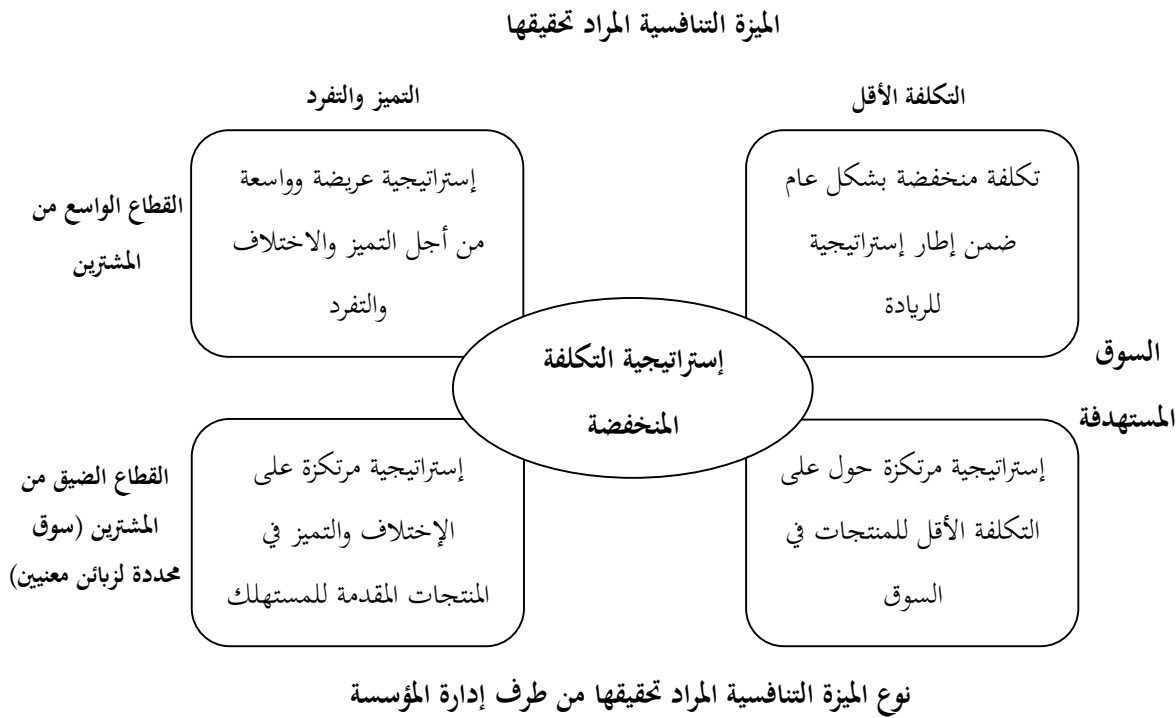 الميزة التنافسية المراد تحقيقها
التكلفة الأقل
التميز والتفرد
تكلفة منخفضة بشكل عام
ضمن إطار إستراتيجية
للريادة
إستراتيجية عريضة وواسعة
من أجل التميز والاختلاف
والتفرد
القطاع الواسع من
المشترين
السوق
المستهدفة
إستراتيجية التكلفة
المنخفضة
إستراتيجية مرتكزة حول على
التكلفة الأقل للمنتجات في
السوق
إستراتيجية مرتكزة على
الإختلاف والتميز في
المنتجات المقدمة للمستهلك
القطاع الضيق من
المشترين (سوق
محددة لزبائن معنيين)
نوع الميزة التنافسية المراد تحقيقها من طرف إدارة المؤسسة